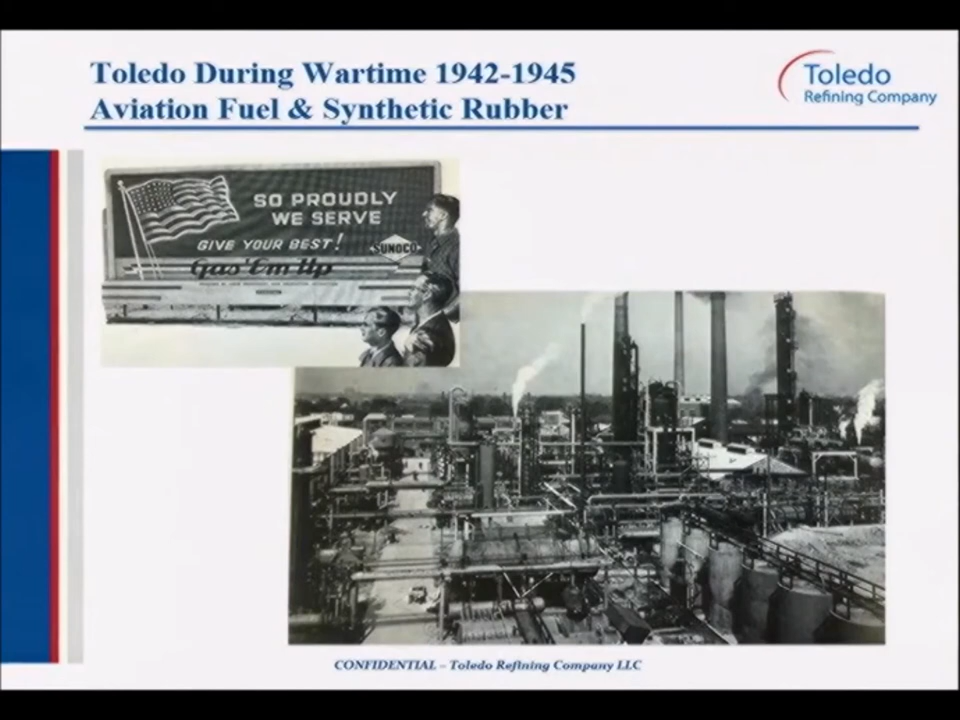 Toledo During Wartime 1942-1945
Aviation Fuel & Synthetic Rubber
Toledo
Refining Company
SO PROUDLY
WE SERVE
GIVE YOUR BEST!
SUNOCO
Gas 'Em Up
CONFIDENTIAL – Toledo Refining Company LLC